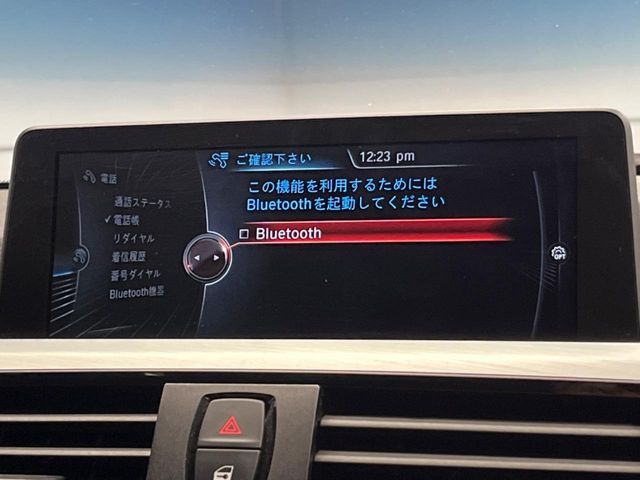 ご確認下さい
12:23 pm
電話
通話ステータス
電話帳
リダイヤル
着信履歴
番号ダイヤル
Bluetooth機器
この機能を利用するためには
Bluetoothを起動してください
Bluetooth
OPT